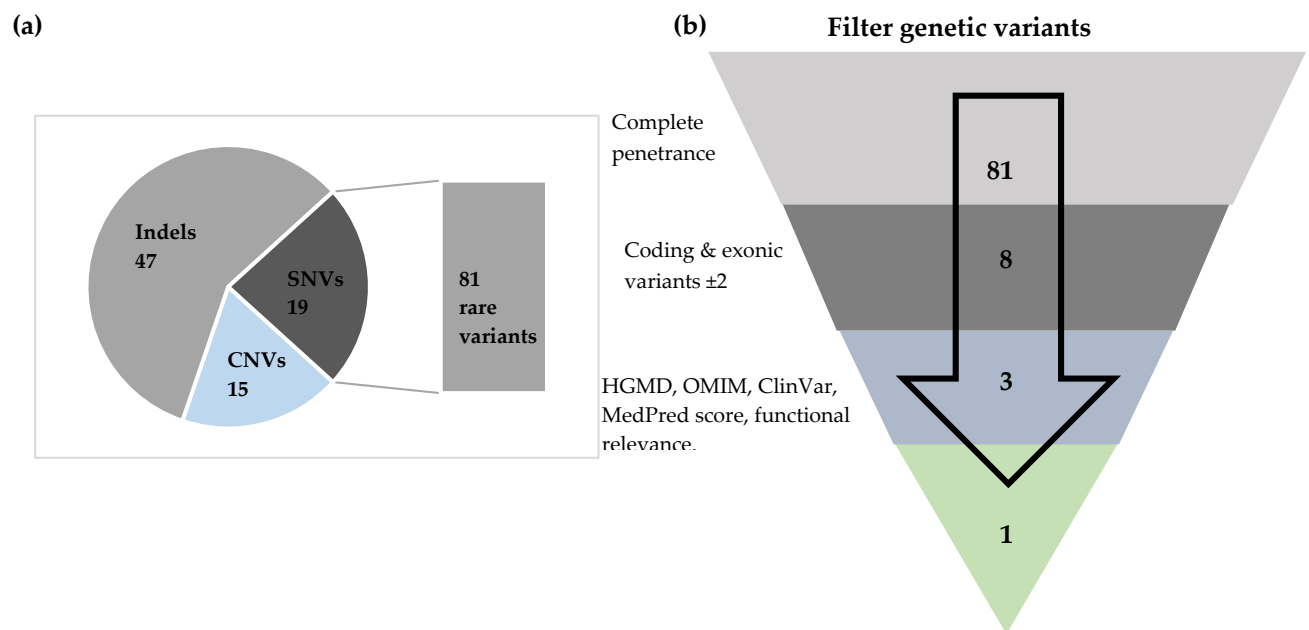 (a)
Indels
47
SNVs
19
CNVs
15
81
rare
variants
(b)
Filter genetic variants
Complete
penetrance
81
Coding & exonic
variants ±2
8
HGMD, OMIM, ClinVar,
MedPred score, functional
relevance.
3
1